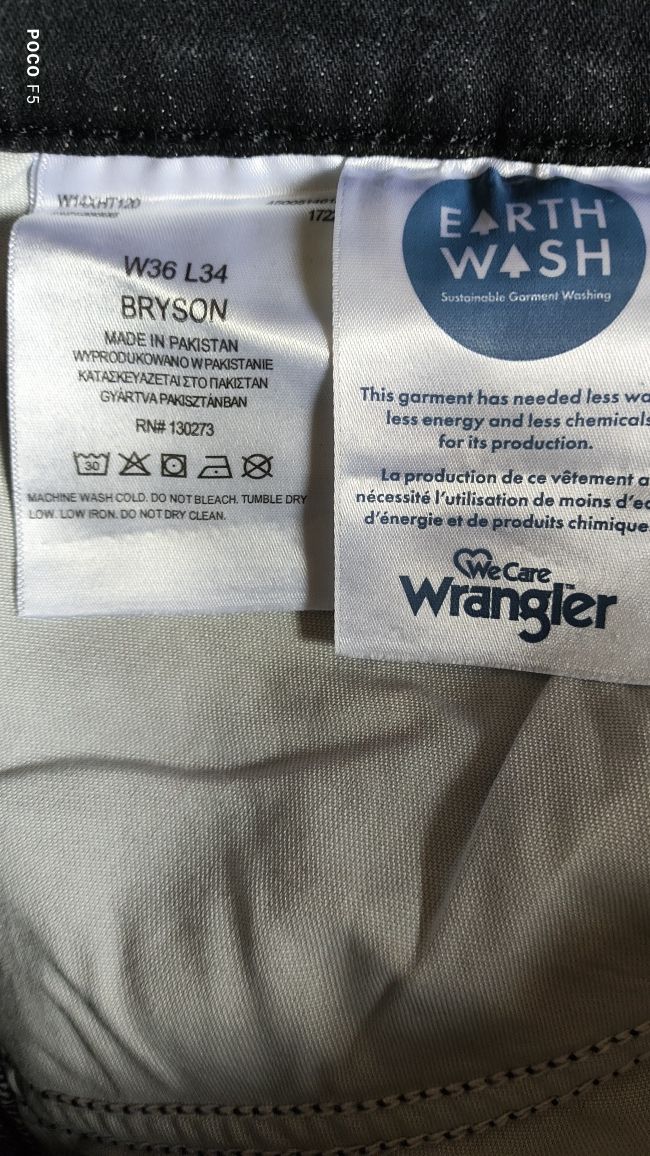 POCO F5
W14XHT120
1722
W36 L34
BRYSON
MADE IN PAKISTAN
WYPRODUKOWANO W PAKISTANIE
ΚΑΤΑΣΚΕΥΑΖΕΤΑΙ ΣΤΟ ΠΑΚΙΣΤΑΝ
GYÁRTVA PAKISZTÁNBAN
RN# 130273
30
MACHINE WASH COLD. DO NOT BLEACH. TUMBLE DRY
LOW. LOW IRON. DO NOT DRY CLEAN.
EARTH
WASH
Sustainable Garment Washing
This garment has needed less wa
less energy and less chemicals
for its production.
La production de ce vêtement a
nécessité l'utilisation de moins d'ea
d'énergie et de produits chimique
We Care
Wrangler